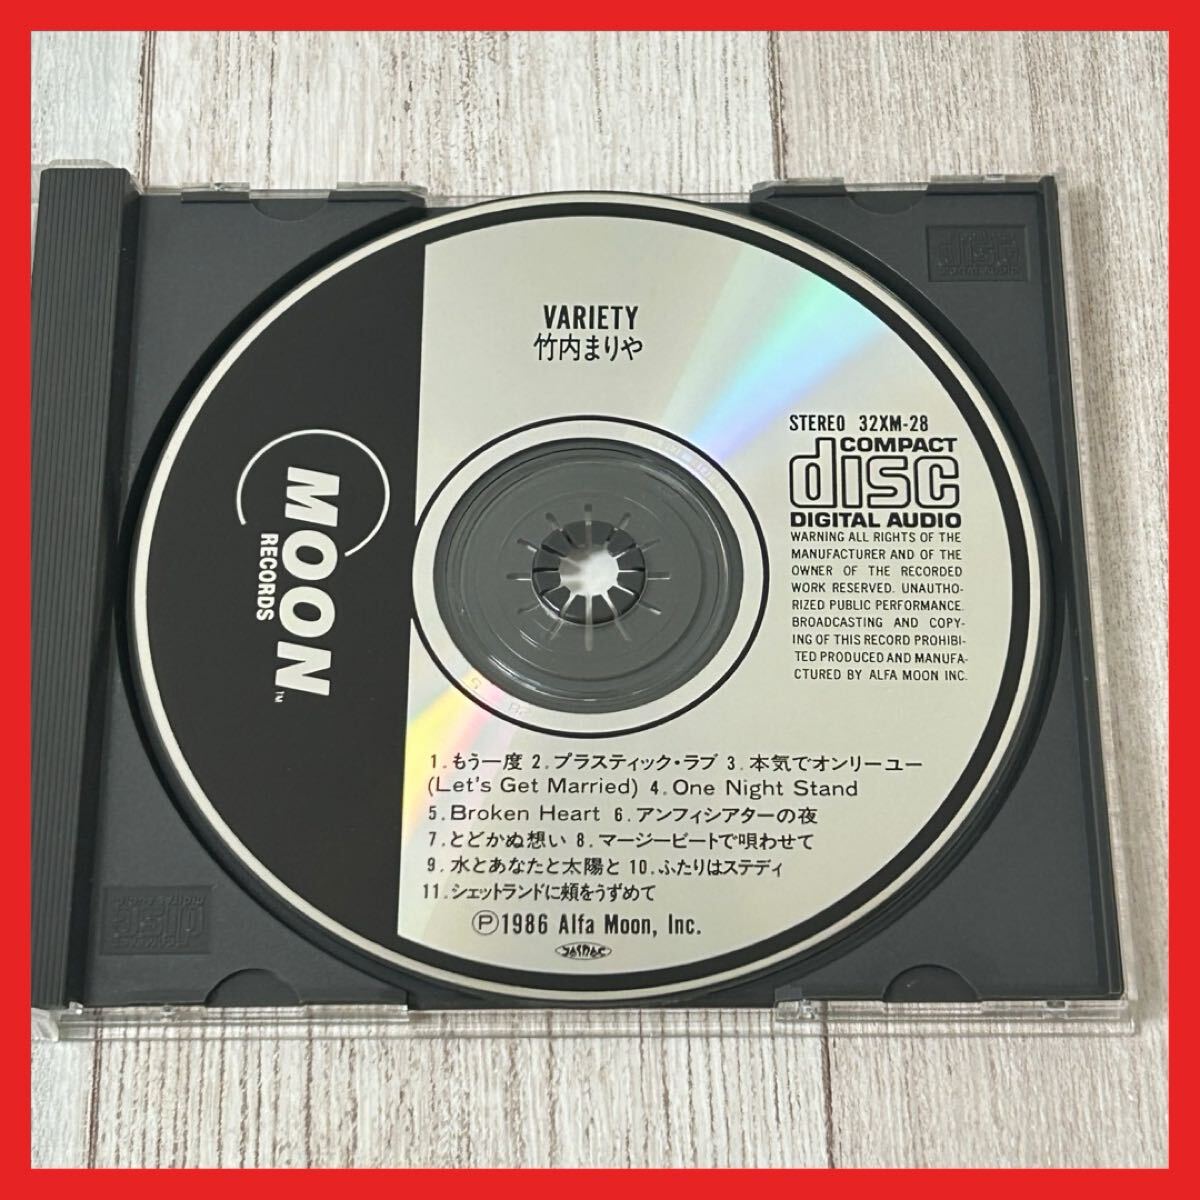 VARIETY
竹内まりや
MOON
RECORDS
TM
STEREO 32XM-28
COMPACT
disc
DIGITAL AUDIO
WARNING ALL RIGHTS OF THE
MANUFACTURER AND OF THE
OWNER OF THE RECORDED
WORK RESERVED. UNAUTHO-
RIZED PUBLIC PERFORMANCE.
BROADCASTING AND COPY-
ING OF THIS RECORD PROHIBI-
TED PRODUCED AND MANUFA-
CTURED BY ALFA MOON INC.
1. もう一度 2. プラスティック・ラブ 3. 本気でオンリーユー
(Let's Get Married) 4. One Night Stand
5. Broken Heart 6. アンフィシアターの夜
7. とどかぬ想い 8. マージービートで唄わせて
9. 水とあなたと太陽と 10. ふたりはステディ
11. シェットランドに頬をうずめて
Ⓟ1986 Alfa Moon, Inc.